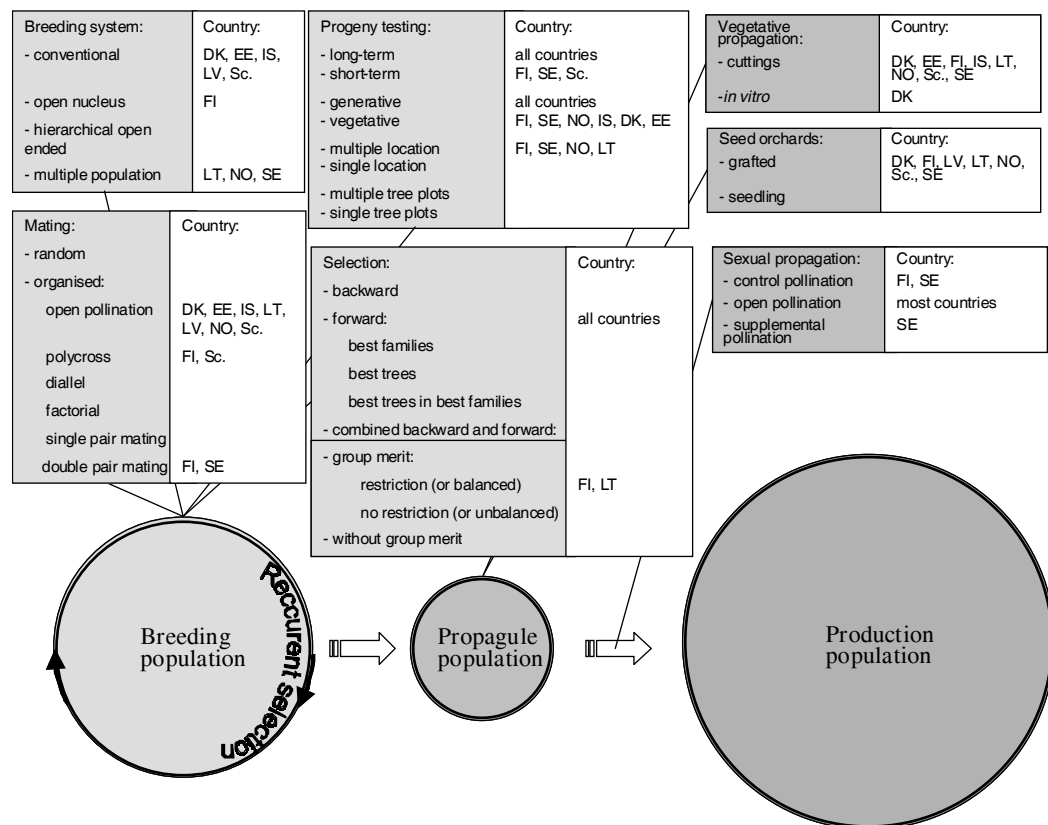 Breeding system:
Country:
- conventional
DK, EE, IS,
LV, Sc.
- open nucleus
FI
- hierarchical open
ended
- multiple population
LT, NO, SE
Mating:
Country:
- random
- organised:
open pollination
DK, EE, IS, LT,
LV, NO, Sc.
polycross
FI, Sc.
diallel
factorial
single pair mating
double pair mating
FI, SE
Progeny testing:
Country:
- long-term
all countries
- short-term
FI, SE, Sc.
- generative
all countries
- vegetative
FI, SE, NO, IS, DK, EE
- multiple location
FI, SE, NO, LT
- single location
- multiple tree plots
- single tree plots
Selection:
Country:
- backward
- forward:
all countries
best families
best trees
best trees in best families
- combined backward and forward:
- group merit:
restriction (or balanced)
FI, LT
no restriction (or unbalanced)
- without group merit
Vegetative
propagation:
Country:
- cuttings
DK, EE, FI, IS, LT,
NO, Sc., SE
-in vitro
DK
Seed orchards:
Country:
- grafted
DK, FI, LV, LT, NO,
Sc., SE
- seedling
Sexual propagation:
Country:
- control pollination
FI, SE
- open pollination
most countries
- supplemental
pollination
SE
Breeding
population
Reccurent selection
Propagule
population
Production
population